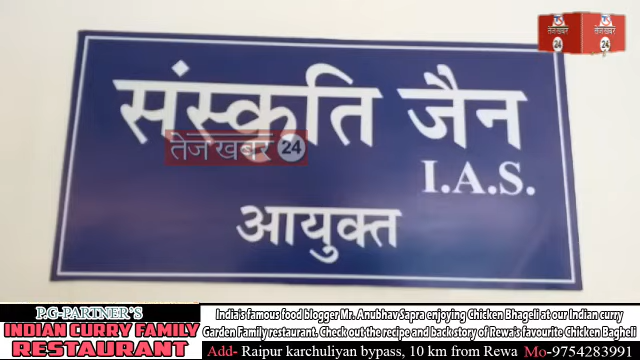 तेज खबर
24
संस्कृति जैन
तेज खबर 24
I.A.S.
आयुक्त
P.G-PARTNER'S
INDIAN CURRY FAMILY
RESTAURANT
India's famous food blogger Mr. Anubhav Sapra enjoying Chicken Bhageli at our Indian curry
Garden Family restaurant. Check out the recipe and back story of Rewa's favourite Chicken Bagheli
Add- Raipur karchuliyan bypass, 10 km from Rewa Mo-9754283991